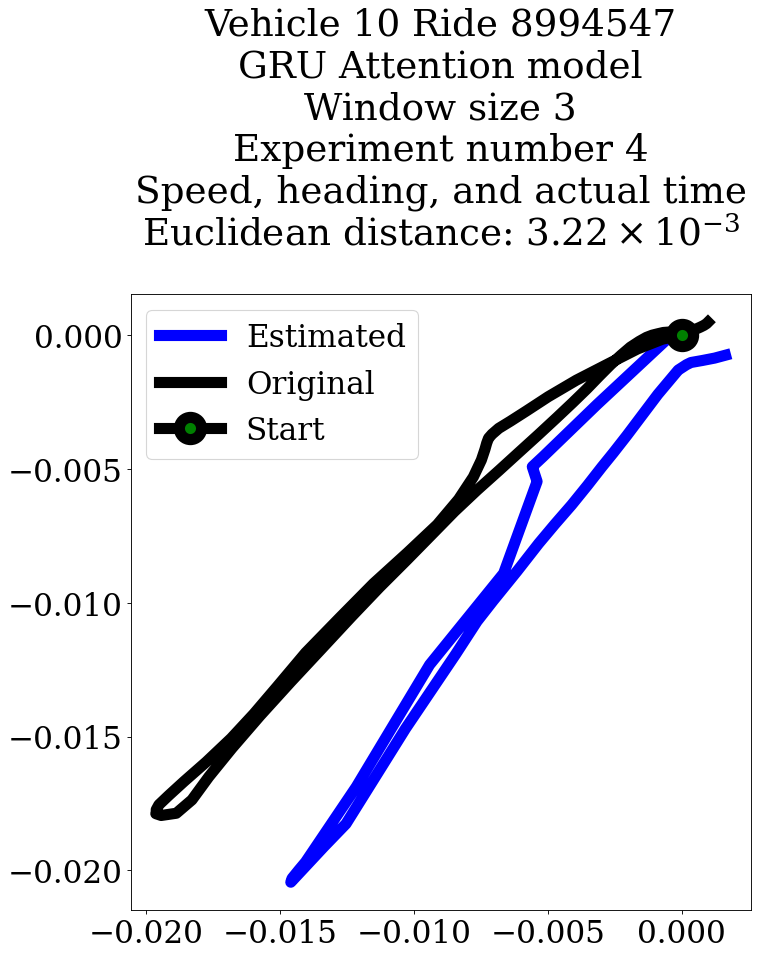 Vehicle 10 Ride 8994547
GRU Attention model
Window size 3
Experiment number 4
Speed, heading, and actual time
Euclidean distance: 3.22 × 10⁻³
Estimated
Original
Start
0.000
−0.005
−0.010
−0.015
−0.020
−0.020 −0.015 −0.010 −0.005 0.000